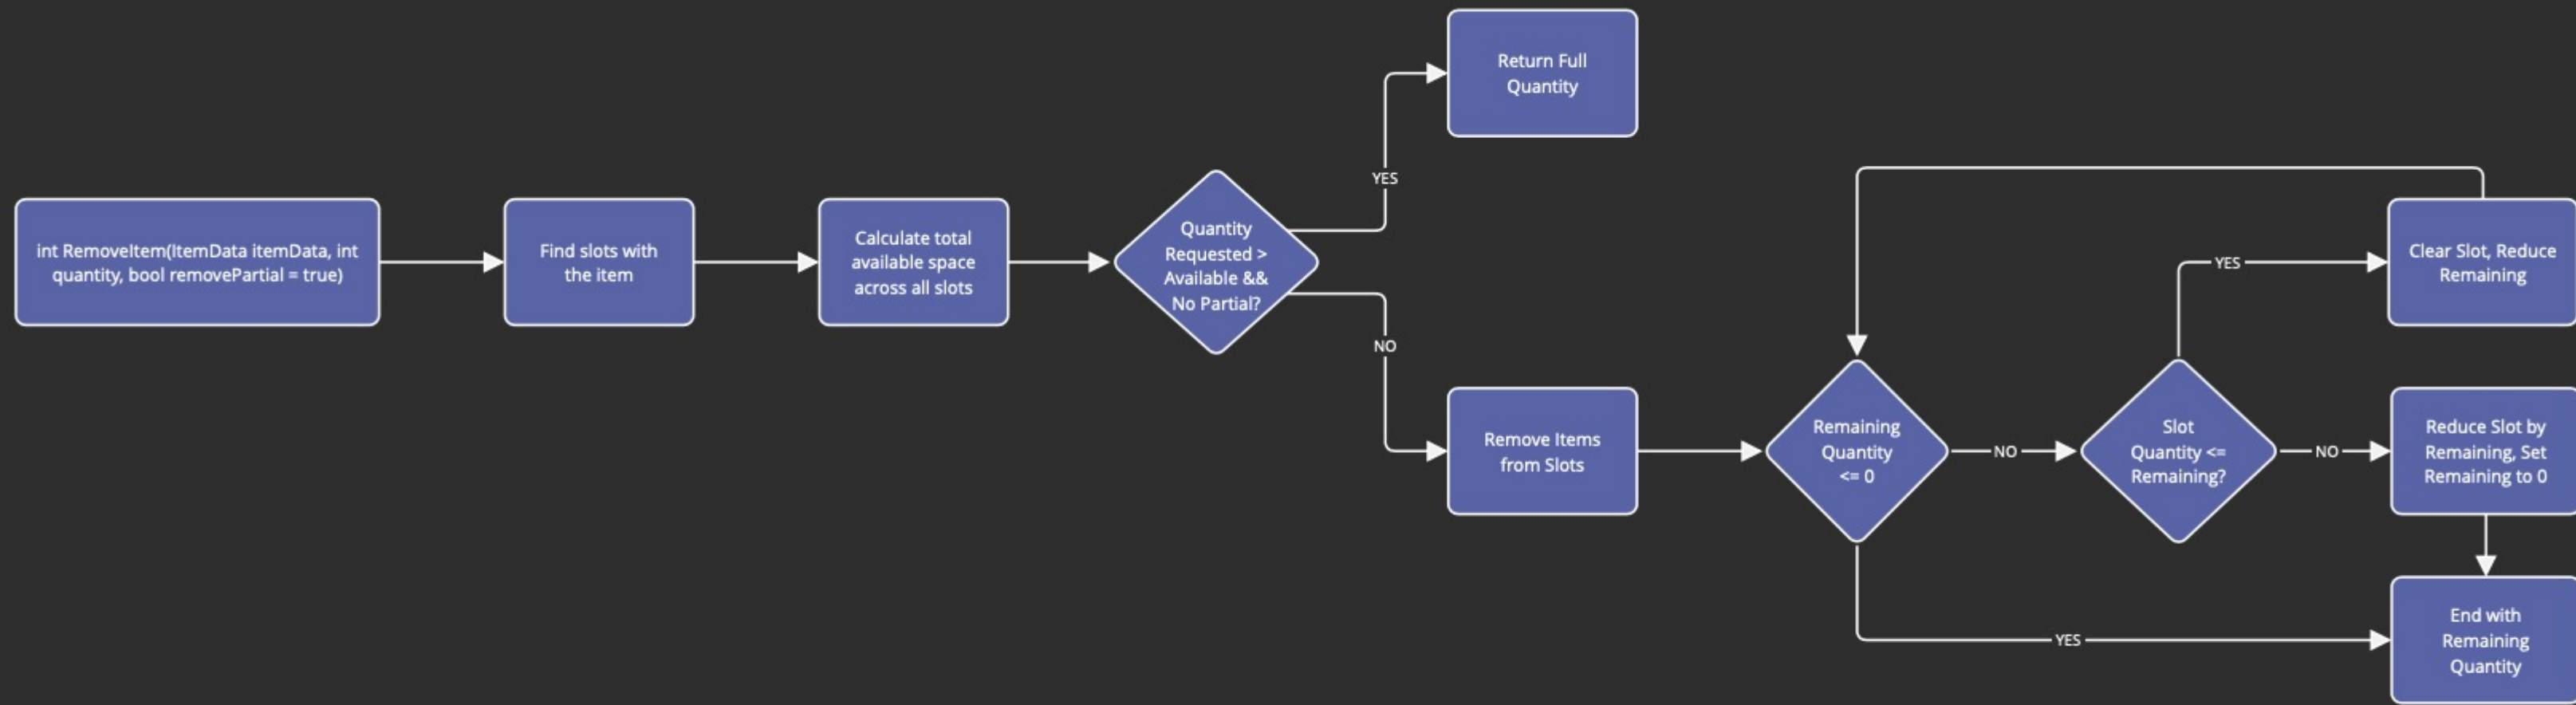 int RemoveItem(ItemData itemData, int
quantity, bool removePartial = true)
Find slots with
the item
Calculate total
available space
across all slots
Quantity
Requested >
Available &&
No Partial?
YES
Return Full
Quantity
NO
Remove Items
from Slots
Remaining
Quantity
<= 0
NO
Slot
Quantity <=
Remaining?
YES
Clear Slot, Reduce
Remaining
NO
Reduce Slot by
Remaining, Set
Remaining to 0
YES
End with
Remaining
Quantity